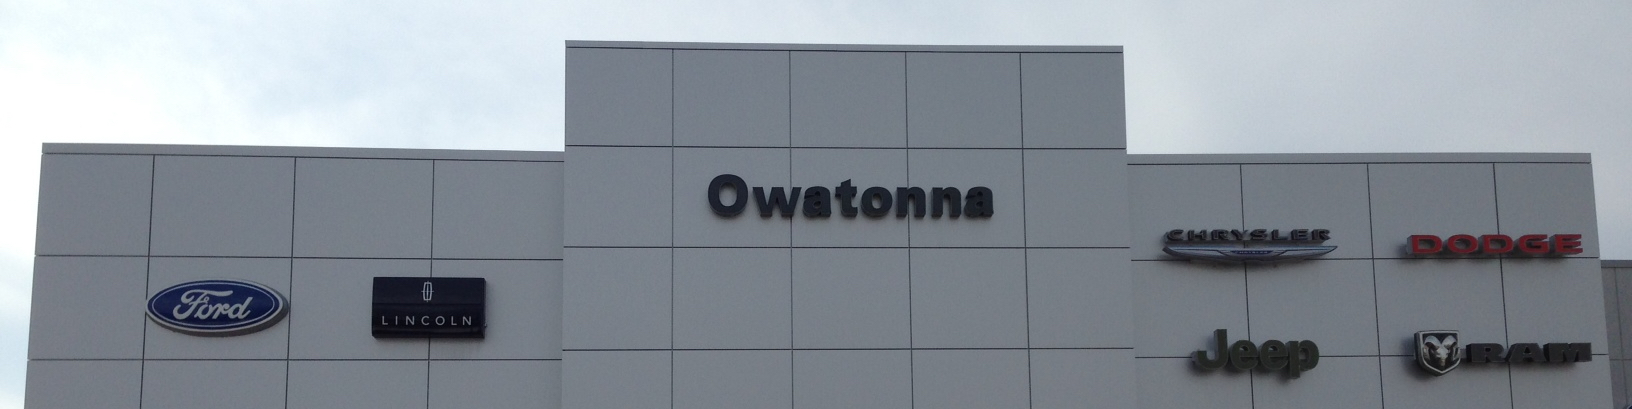 Owatonna
Ford
LINCOLN
CHRYSLER
DODGE
Jeep
RAM